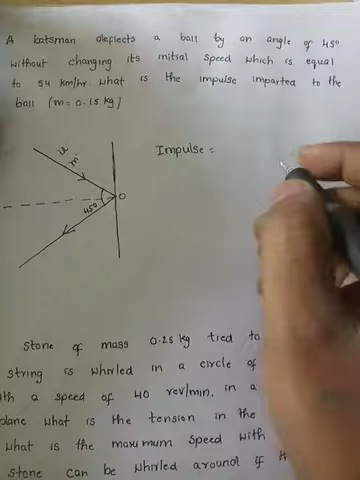 A batsman deflects a ball by an angle of 45°
without changing its initial speed which is equal
to 54 km/hr. what is the impulse imparted to the
ball (m = 0.15 kg)
u
m
Impulse =
45°
O
stone of mass 0.25 kg tied to
string is whirled in a circle of
with a speed of 40 rev/min, in a
plane what is the tension in the
what is the maximum speed with
stone can be whirled around if